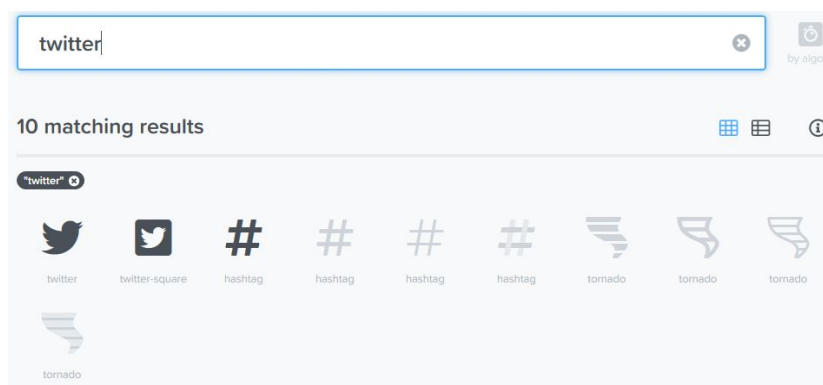 twitter
by algo
10 matching results
"twitter"
twitter twitter-square hashtag hashtag hashtag hashtag tornado tornado tornado
tornado